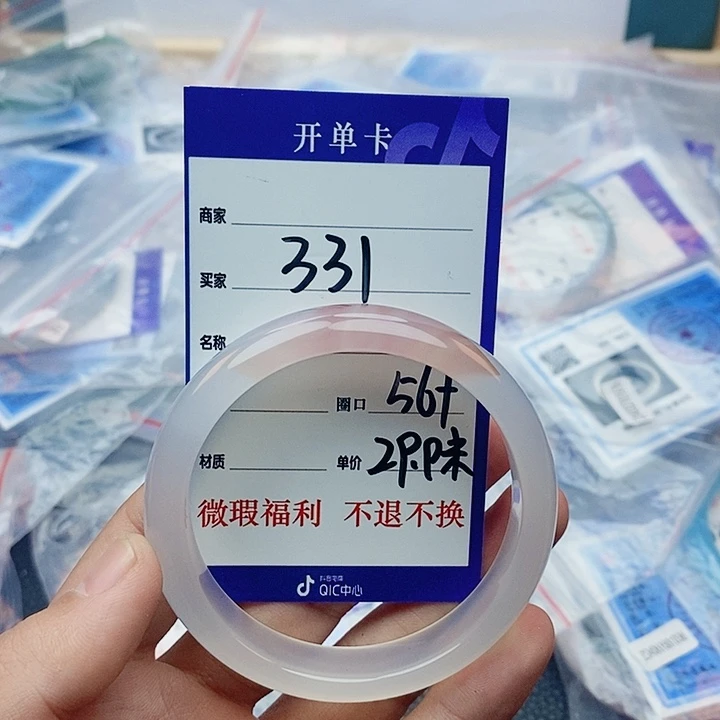 开单卡
商家
买家 331
名称
圈口 56+
材质 单价
微瑕福利 不退不换
QIC中心